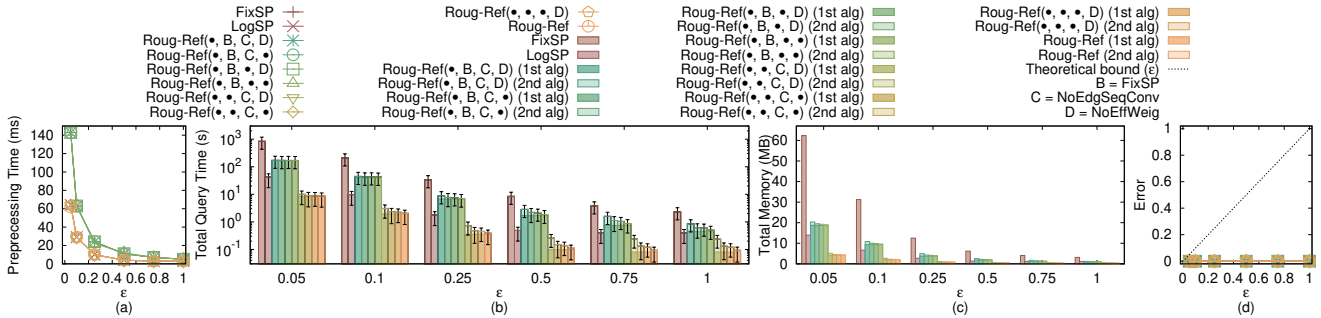 FixSP
LogSP
Roug-Ref(•, B, C, D)
Roug-Ref(•, B, C, •)
Roug-Ref(•, B, •, D)
Roug-Ref(•, B, •, •)
Roug-Ref(•, •, C, D)
Roug-Ref(•, •, C, •)
Roug-Ref(•, •, •, D)
Roug-Ref
FixSP
LogSP
Roug-Ref(•, B, C, D) (1st alg)
Roug-Ref(•, B, C, D) (2nd alg)
Roug-Ref(•, B, C, •) (1st alg)
Roug-Ref(•, B, C, •) (2nd alg)
Roug-Ref(•, B, •, D) (1st alg)
Roug-Ref(•, B, •, D) (2nd alg)
Roug-Ref(•, B, •, •) (1st alg)
Roug-Ref(•, B, •, •) (2nd alg)
Roug-Ref(•, •, C, D) (1st alg)
Roug-Ref(•, •, C, D) (2nd alg)
Roug-Ref(•, •, C, •) (1st alg)
Roug-Ref(•, •, C, •) (2nd alg)
Roug-Ref(•, •, •, D) (1st alg)
Roug-Ref(•, •, •, D) (2nd alg)
Roug-Ref (1st alg)
Roug-Ref (2nd alg)
Theoretical bound (ε)
B = FixSP
C = NoEdgSeqConv
D = NoEffWeig
Preprecessing Time (ms)
140
120
100
80
60
40
20
0
0 0.2 0.4 0.6 0.8 1
ε
(a)
Total Query Time (s)
10³
10²
10¹
10⁰
10⁻¹
0.05 0.1 0.25 0.5 0.75 1
ε
(b)
Total Memory (MB)
60
50
40
30
20
10
0
0.05 0.1 0.25 0.5 0.75 1
ε
(c)
Error
1
0.8
0.6
0.4
0.2
0
0 0.2 0.4 0.6 0.8 1
ε
(d)